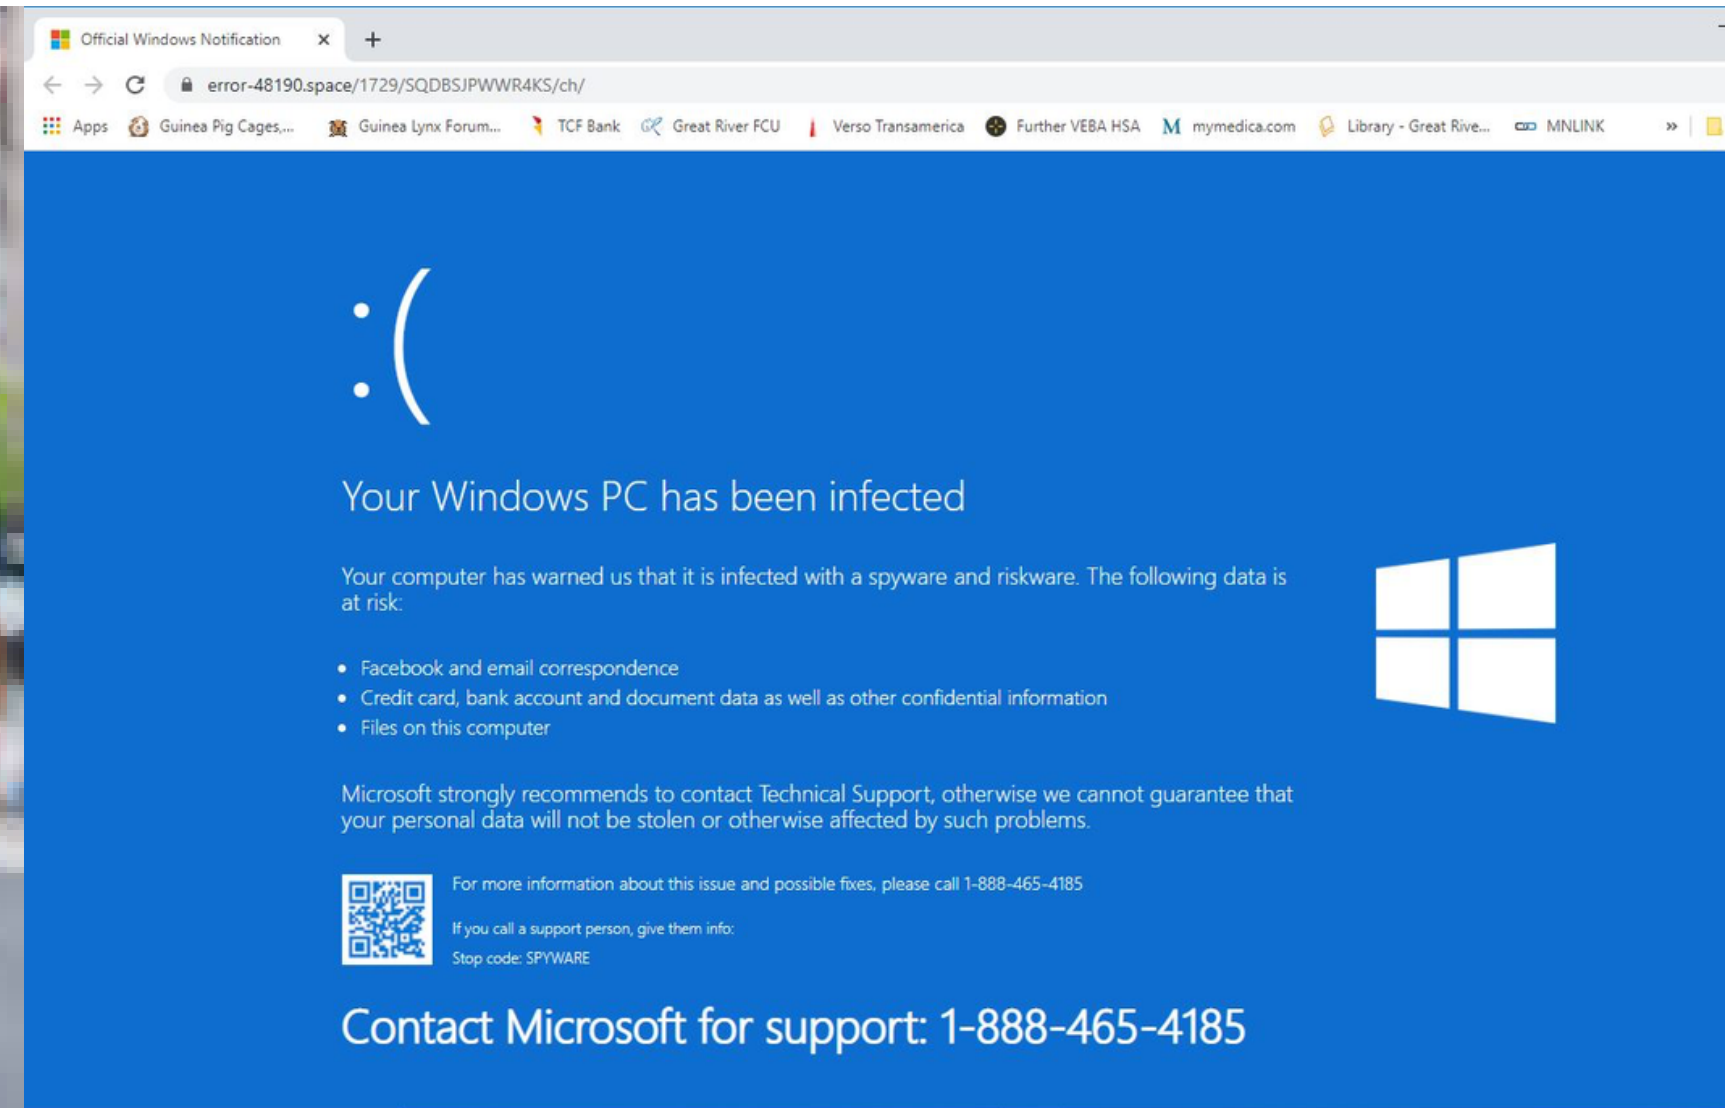 Official Windows Notification
error-48190.space/1729/SQDBSJPWWR4KS/ch/
Apps Guinea Pig Cages,... Guinea Lynx Forum... TCF Bank Great River FCU Verso Transamerica Further VEBA HSA mymedica.com Library - Great Rive... MNLINK »
:(
Your Windows PC has been infected
Your computer has warned us that it is infected with a spyware and riskware. The following data is
at risk:
• Facebook and email correspondence
• Credit card, bank account and document data as well as other confidential information
• Files on this computer
Microsoft strongly recommends to contact Technical Support, otherwise we cannot guarantee that
your personal data will not be stolen or otherwise affected by such problems.
For more information about this issue and possible fixes, please call 1-888-465-4185
If you call a support person, give them info:
Stop code: SPYWARE
Contact Microsoft for support: 1-888-465-4185